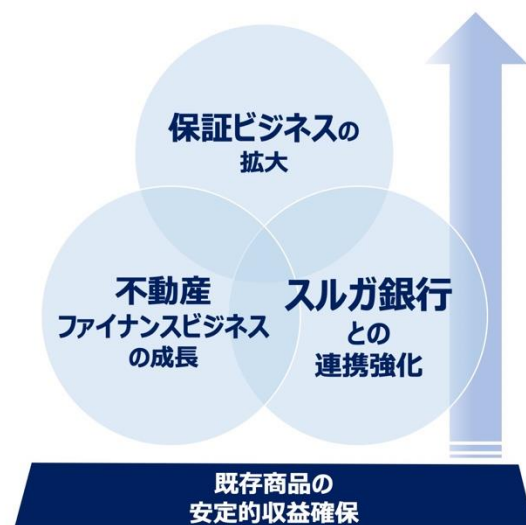 保証ビジネスの
拡大
不動産
ファイナンスビジネス
の成長
スルガ銀行
との
連携強化
既存商品の
安定的収益確保